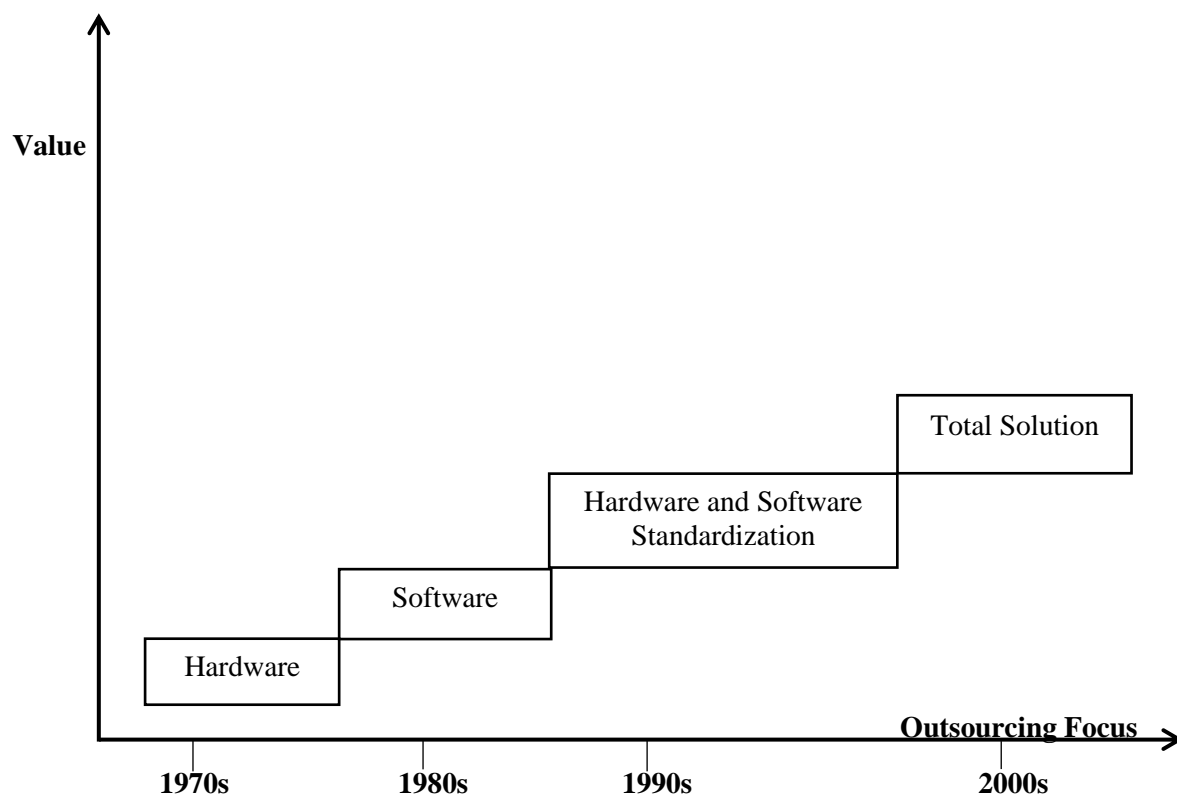 Value
Total Solution
Hardware and Software
Standardization
Software
Hardware
Outsourcing Focus
1970s
1980s
1990s
2000s